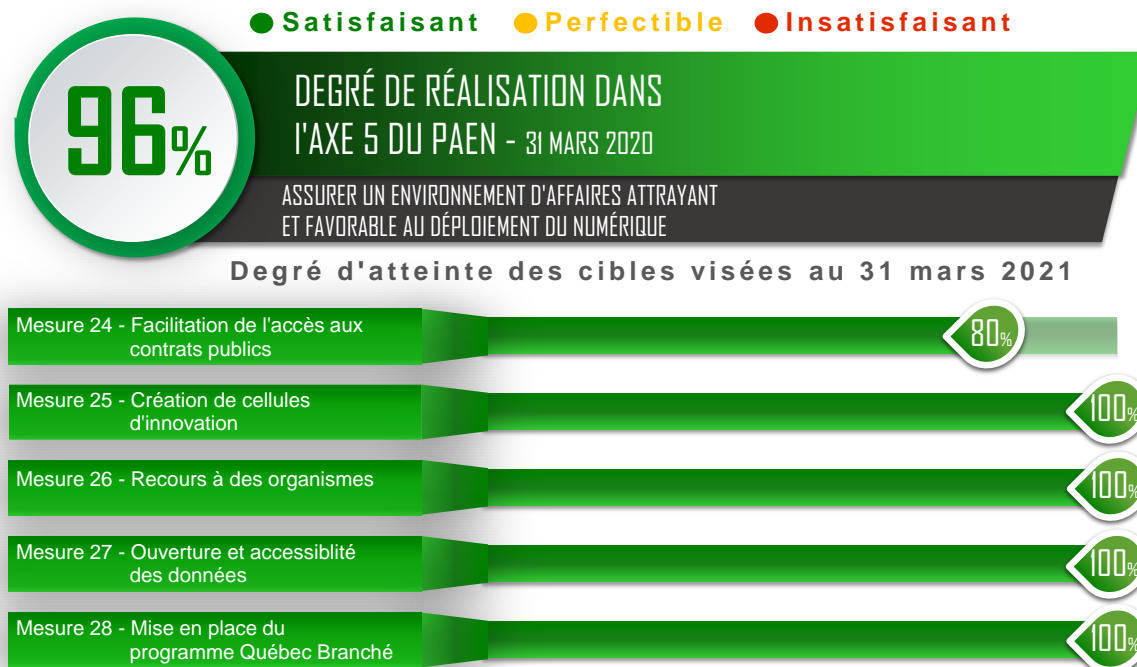 Satisfaisant Perfectible Insatisfaisant
96%
DEGRÉ DE RÉALISATION DANS
l'AXE 5 DU PAEN - 31 MARS 2020
ASSURER UN ENVIRONNEMENT D'AFFAIRES ATTRAYANT
ET FAVORABLE AU DÉPLOIEMENT DU NUMÉRIQUE
Degré d'atteinte des cibles visées au 31 mars 2021
Mesure 24 - Facilitation de l'accès aux
contrats publics
80%
Mesure 25 - Création de cellules
d'innovation
100%
Mesure 26 - Recours à des organismes
100%
Mesure 27 - Ouverture et accessiblité
des données
100%
Mesure 28 - Mise en place du
programme Québec Branché
100%